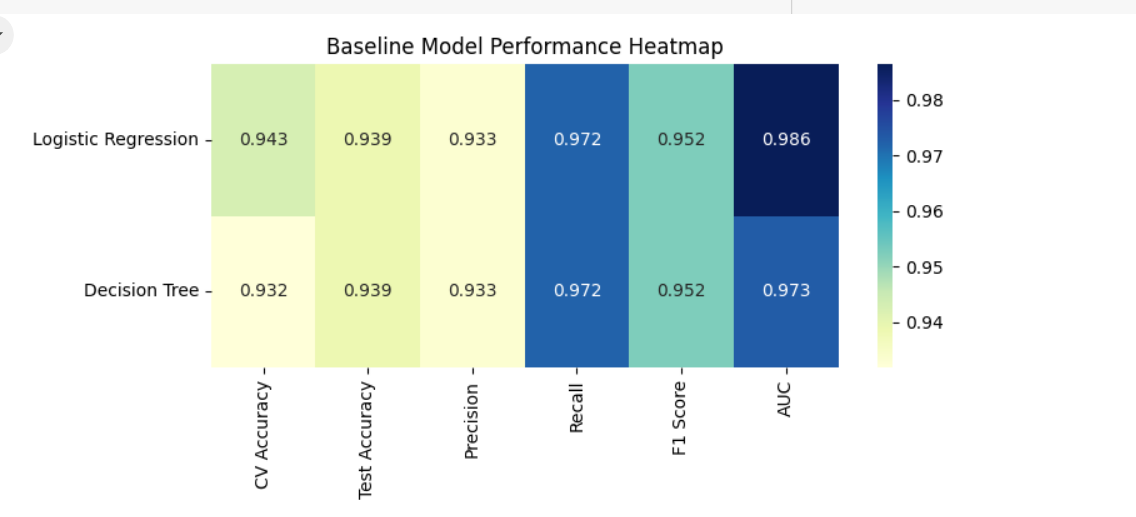 Baseline Model Performance Heatmap
Logistic Regression 0.943 0.939 0.933 0.972 0.952 0.986
Decision Tree 0.932 0.939 0.933 0.972 0.952 0.973
CV Accuracy
Test Accuracy
Precision
Recall
F1 Score
AUC
0.98
0.97
0.96
0.95
0.94